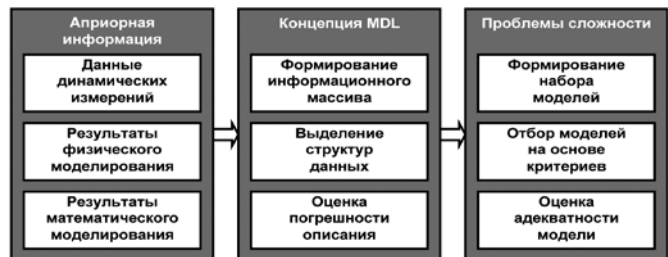 Априорная
информация
Данные
динамических
измерений
Результаты
физического
моделирования
Результаты
математического
моделирования
Концепция MDL
Формирование
информационного
массива
Выделение
структур
данных
Оценка
погрешности
описания
Проблемы сложности
Формирование
набора
моделей
Отбор моделей
на основе
критериев
Оценка
адекватности
модели